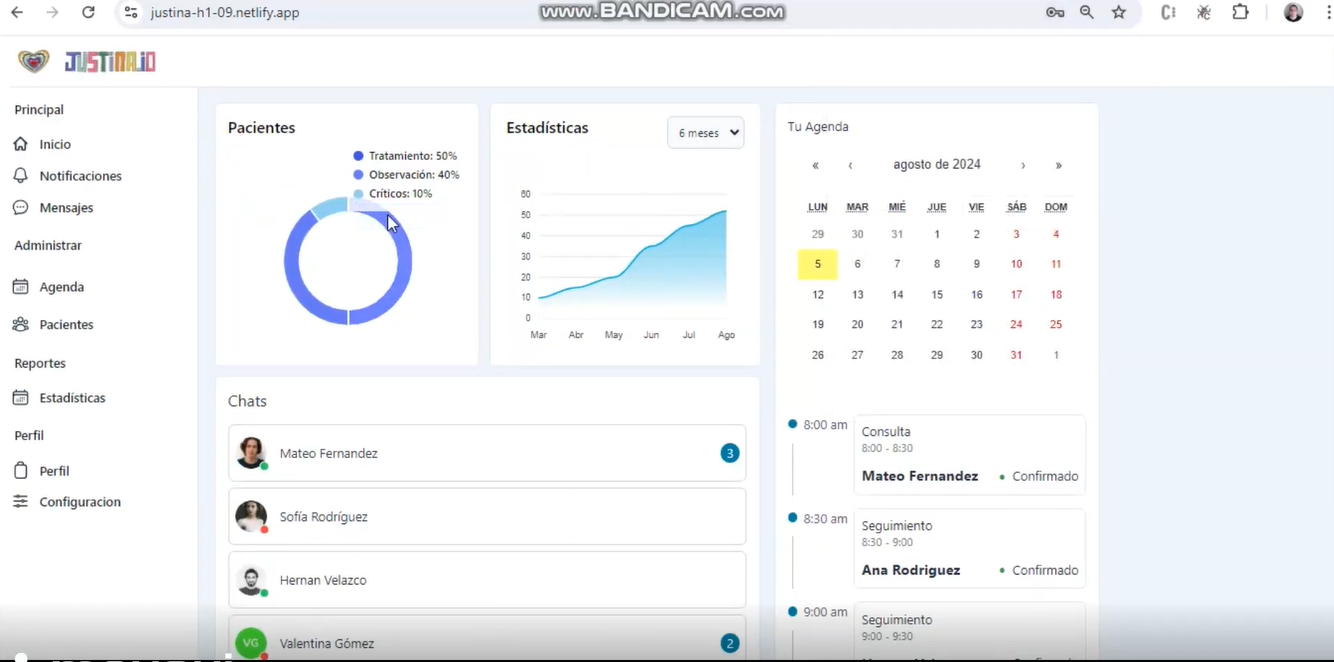 justina-h1-09.netlify.app
www.BANDICAM.com
JUSTINA.IO
Principal
Inicio
Notificaciones
Mensajes
Administrar
Agenda
Pacientes
Reportes
Estadísticas
Perfil
Perfil
Configuracion
Pacientes
Tratamiento: 50%
Observación: 40%
Críticos: 10%
Estadísticas
6 meses
60
50
40
30
20
10
0
Mar Abr May Jun Jul Ago
Chats
Mateo Fernandez 3
Sofía Rodríguez
Hernan Velazco
VG Valentina Gómez 2
Tu Agenda
« ‹ agosto de 2024 › »
LUN MAR MIÉ JUE VIE SÁB DOM
29 30 31 1 2 3 4
5 6 7 8 9 10 11
12 13 14 15 16 17 18
19 20 21 22 23 24 25
26 27 28 29 30 31 1
8:00 am
Consulta
8:00 - 8:30
Mateo Fernandez Confirmado
8:30 am
Seguimiento
8:30 - 9:00
Ana Rodriguez Confirmado
9:00 am
Seguimiento
9:00 - 9:30